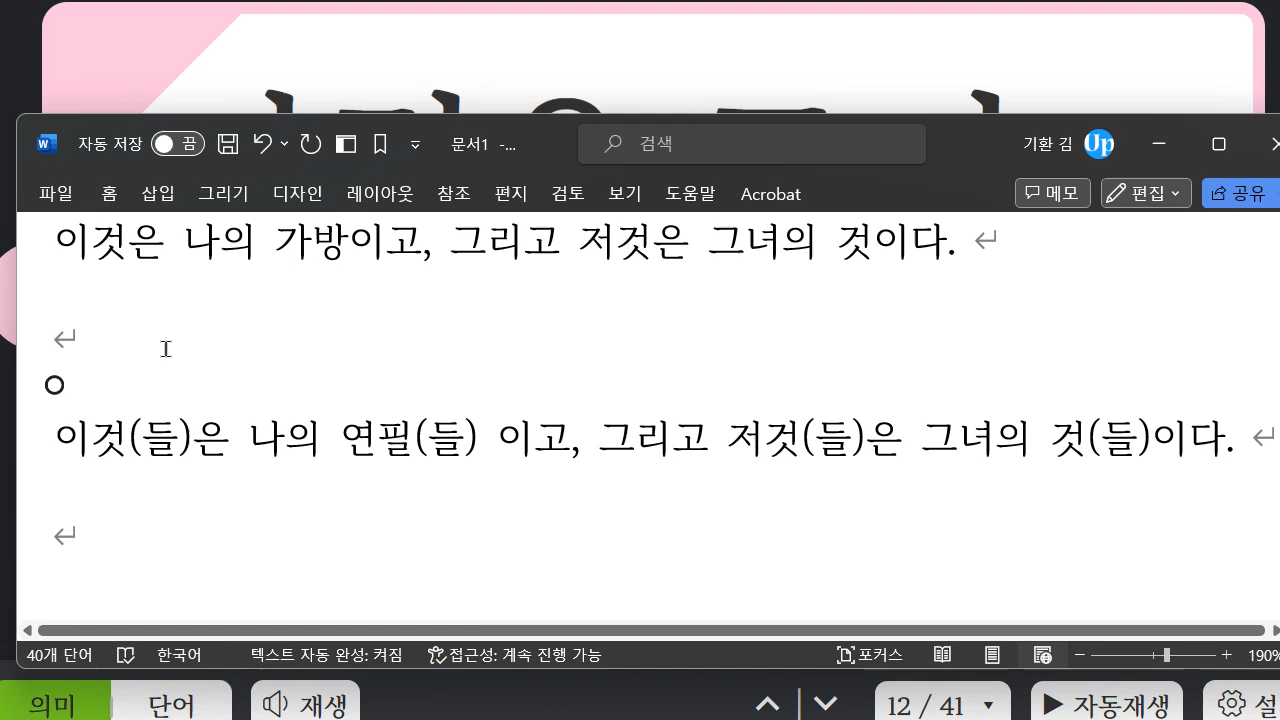 자동 저장 끔 문서1 -... 검색 기환 김 Up
파일 홈 삽입 그리기 디자인 레이아웃 참조 편지 검토 보기 도움말 Acrobat 메모 편집 공유
이것은 나의 가방이고, 그리고 저것은 그녀의 것이다.
이것(들)은 나의 연필(들) 이고, 그리고 저것(들)은 그녀의 것(들)이다.
40개 단어 한국어 텍스트 자동 완성: 켜짐 접근성: 계속 진행 가능 포커스 190%
의미 단어 재생 12 / 41 자동재생